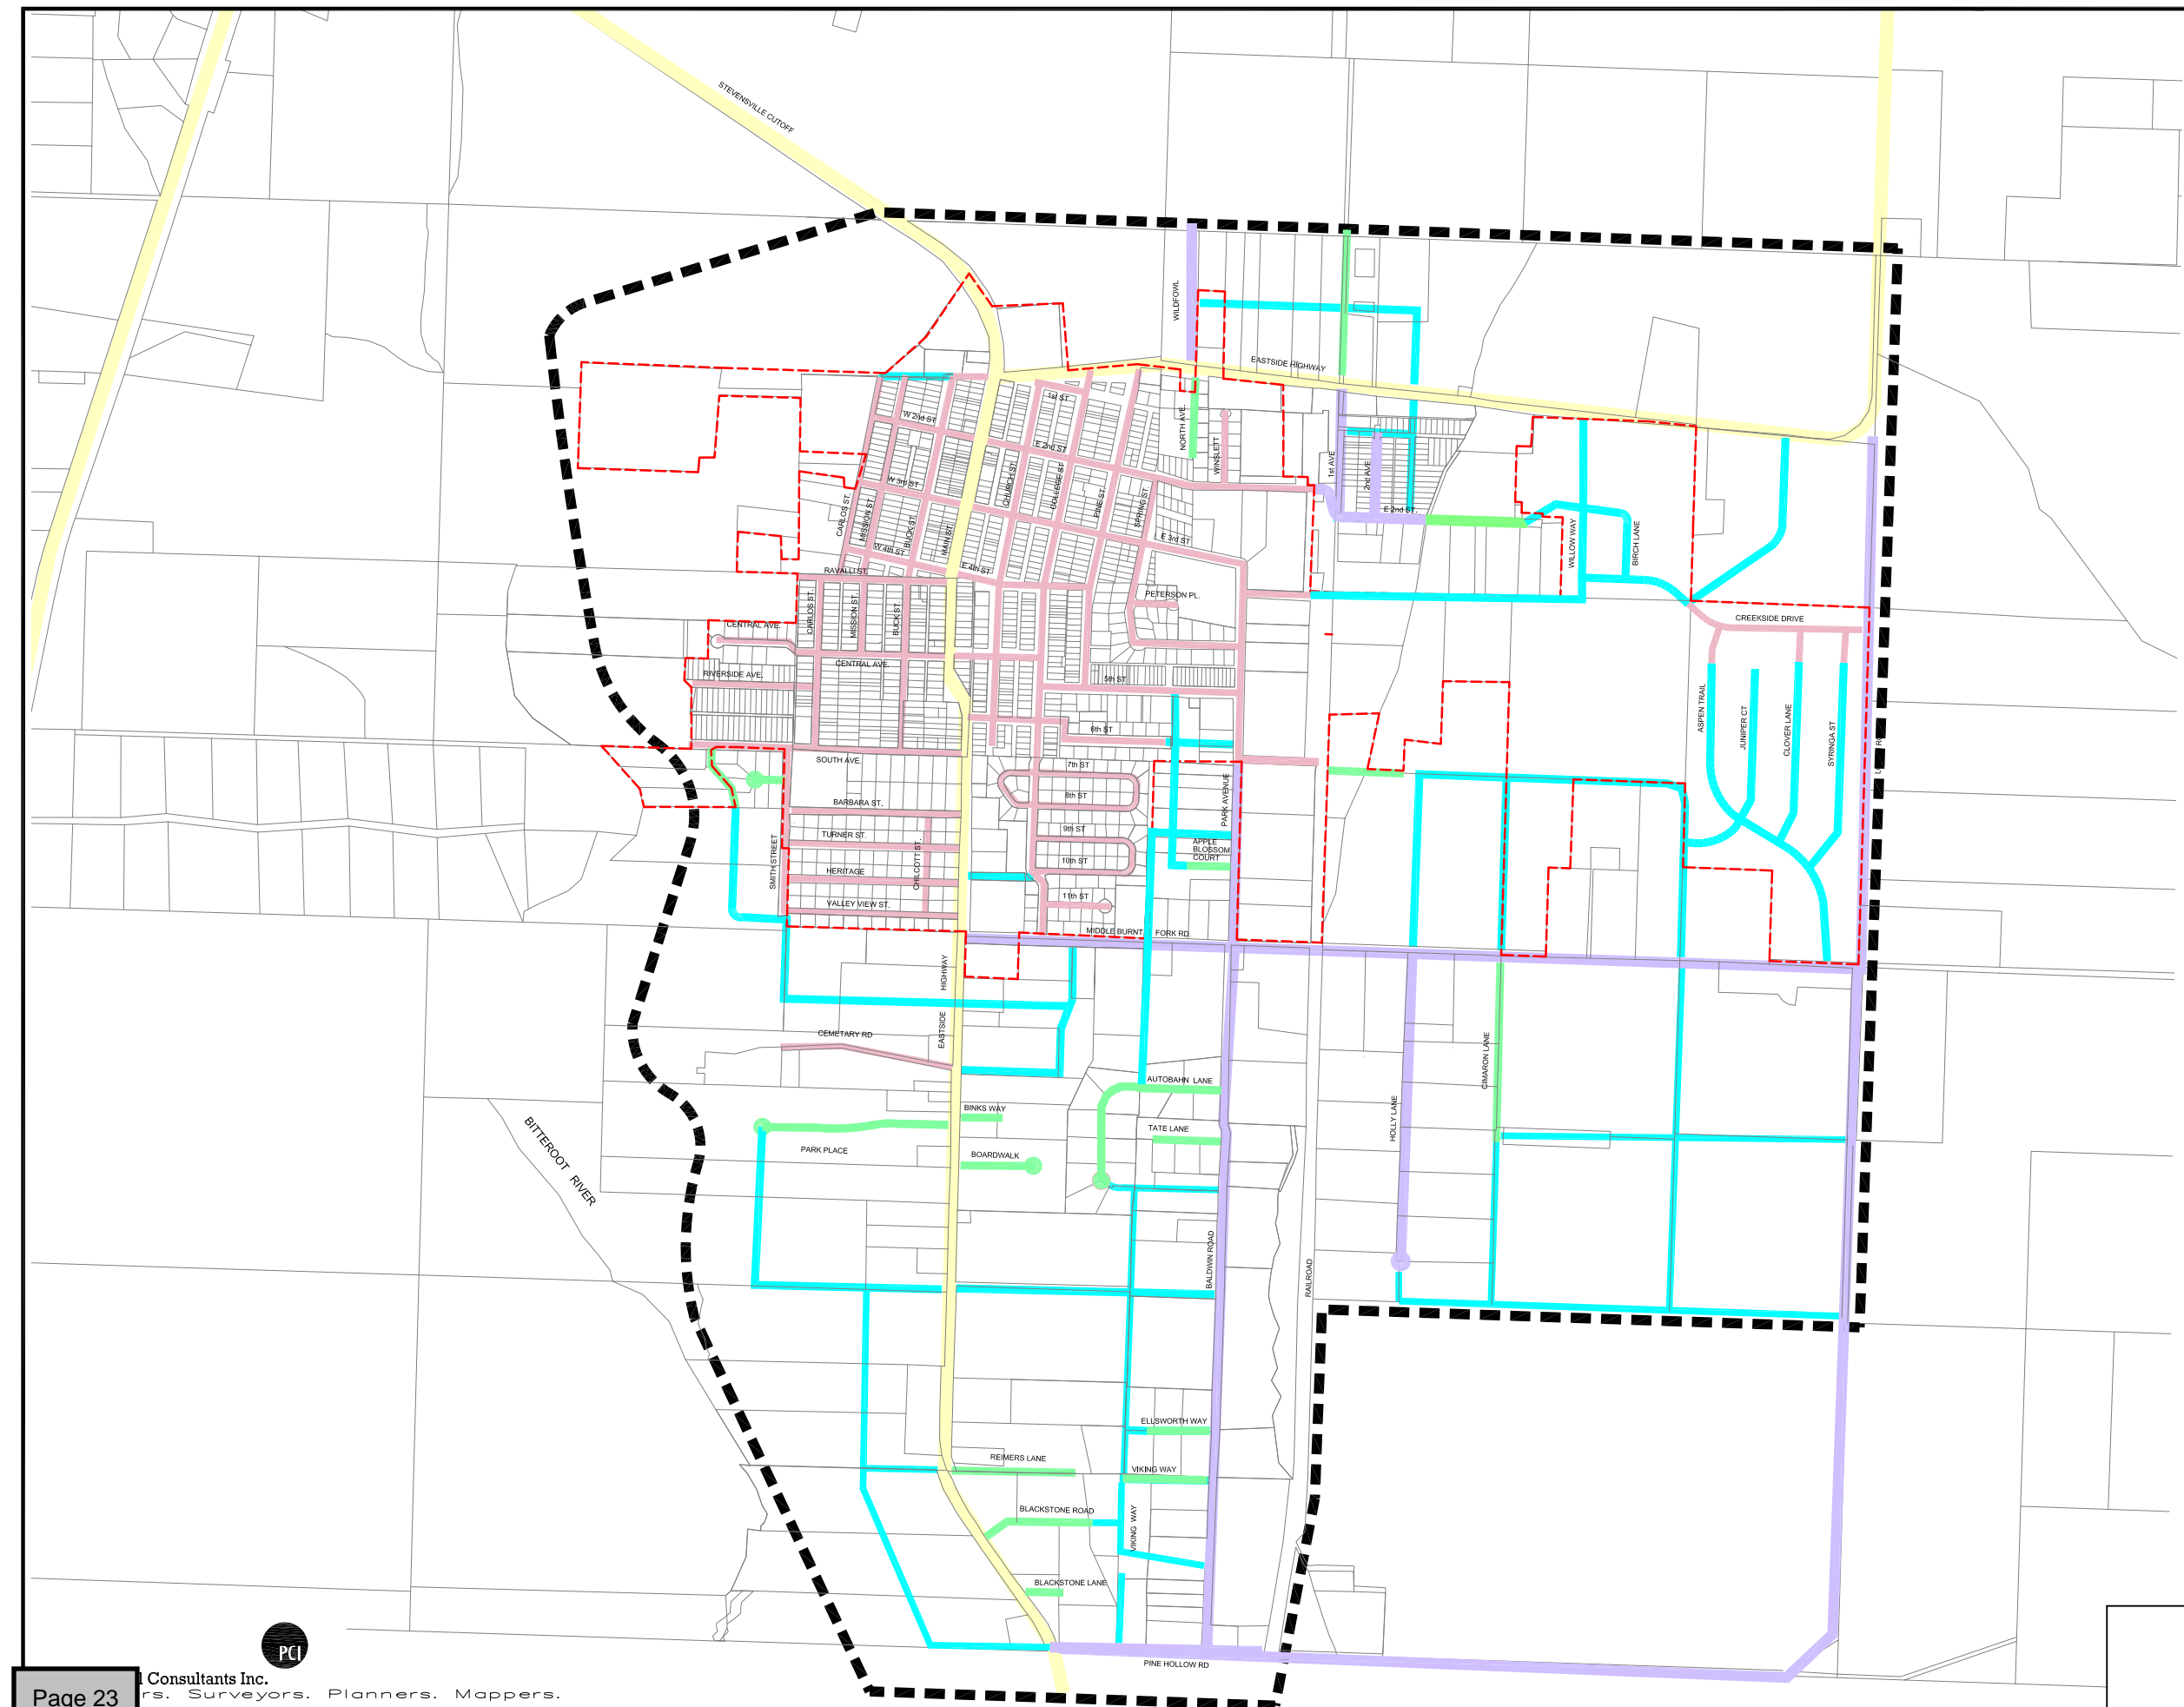 STEVENSVILLE CUTOFF
WILDFOWL
EASTSIDE HIGHWAY
1st ST
W 2nd ST
E 2nd ST
NORTH AVE.
WINSLETT
1st AVE
2nd AVE
W 3rd ST
CHURCH ST.
COLLEGE ST
PINE ST.
SPRING ST.
CARLOS ST.
MISSION ST.
BUCK ST.
MAIN ST.
E 2nd ST.
WILLOW WAY
BIRCH LANE
W 4th ST
E 4th ST
E 3rd ST
RAVALLI ST.
PETERSON PL.
CARLOS ST.
MISSION ST.
BUCK ST.
CENTRAL AVE.
CREEKSIDE DRIVE
CENTRAL AVE.
RIVERSIDE AVE.
5th ST
ASPEN TRAIL
JUNIPER CT
CLOVER LANE
SYRINGA ST
6th ST
SOUTH AVE.
7th ST
PARK AVENUE
8th ST
BARBARA ST.
TURNER ST.
9th ST
APPLE
BLOSSOM
COURT
SMITH STREET
CHILCOTT ST.
10th ST
HERITAGE
11th ST
VALLEY VIEW ST.
MIDDLE BURNT FORK RD.
EASTSIDE HIGHWAY
CEMETARY RD
CIMARON LANE
AUTOBAHN LANE
BINKS WAY
HOLLY LANE
TATE LANE
BITTEROOT RIVER
PARK PLACE
BOARDWALK
BALDWIN ROAD
RAILROAD
ELLSWORTH WAY
REIMERS LANE
VIKING WAY
BLACKSTONE ROAD
VIKING WAY
BLACKSTONE LANE
PINE HOLLOW RD
PCI
l Consultants Inc.
rs. Surveyors. Planners. Mappers.
Page 23